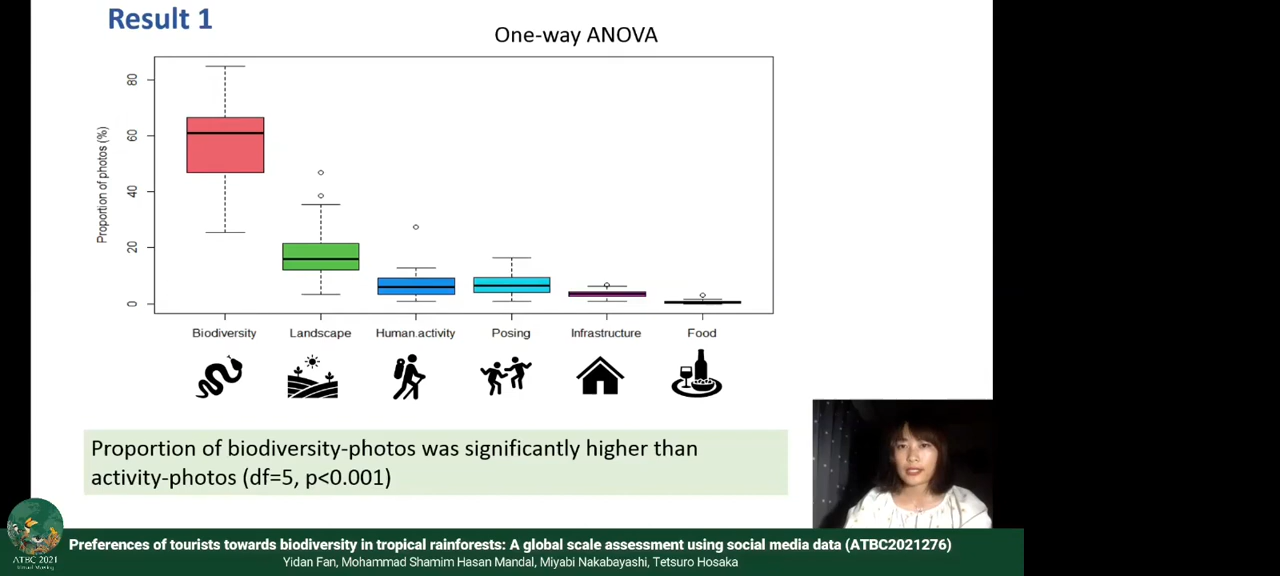 Result 1
One-way ANOVA
Proportion of photos (%)
80
60
40
20
0
Biodiversity
Landscape
Human.activity
Posing
Infrastructure
Food
Proportion of biodiversity-photos was significantly higher than
activity-photos (df=5, p<0.001)
ATBC 2021
Preferences of tourists towards biodiversity in tropical rainforests: A global scale assessment using social media data (ATBC2021276)
Yidan Fan, Mohammad Shamim Hasan Mandal, Miyabi Nakabayashi, Tetsuro Hosaka